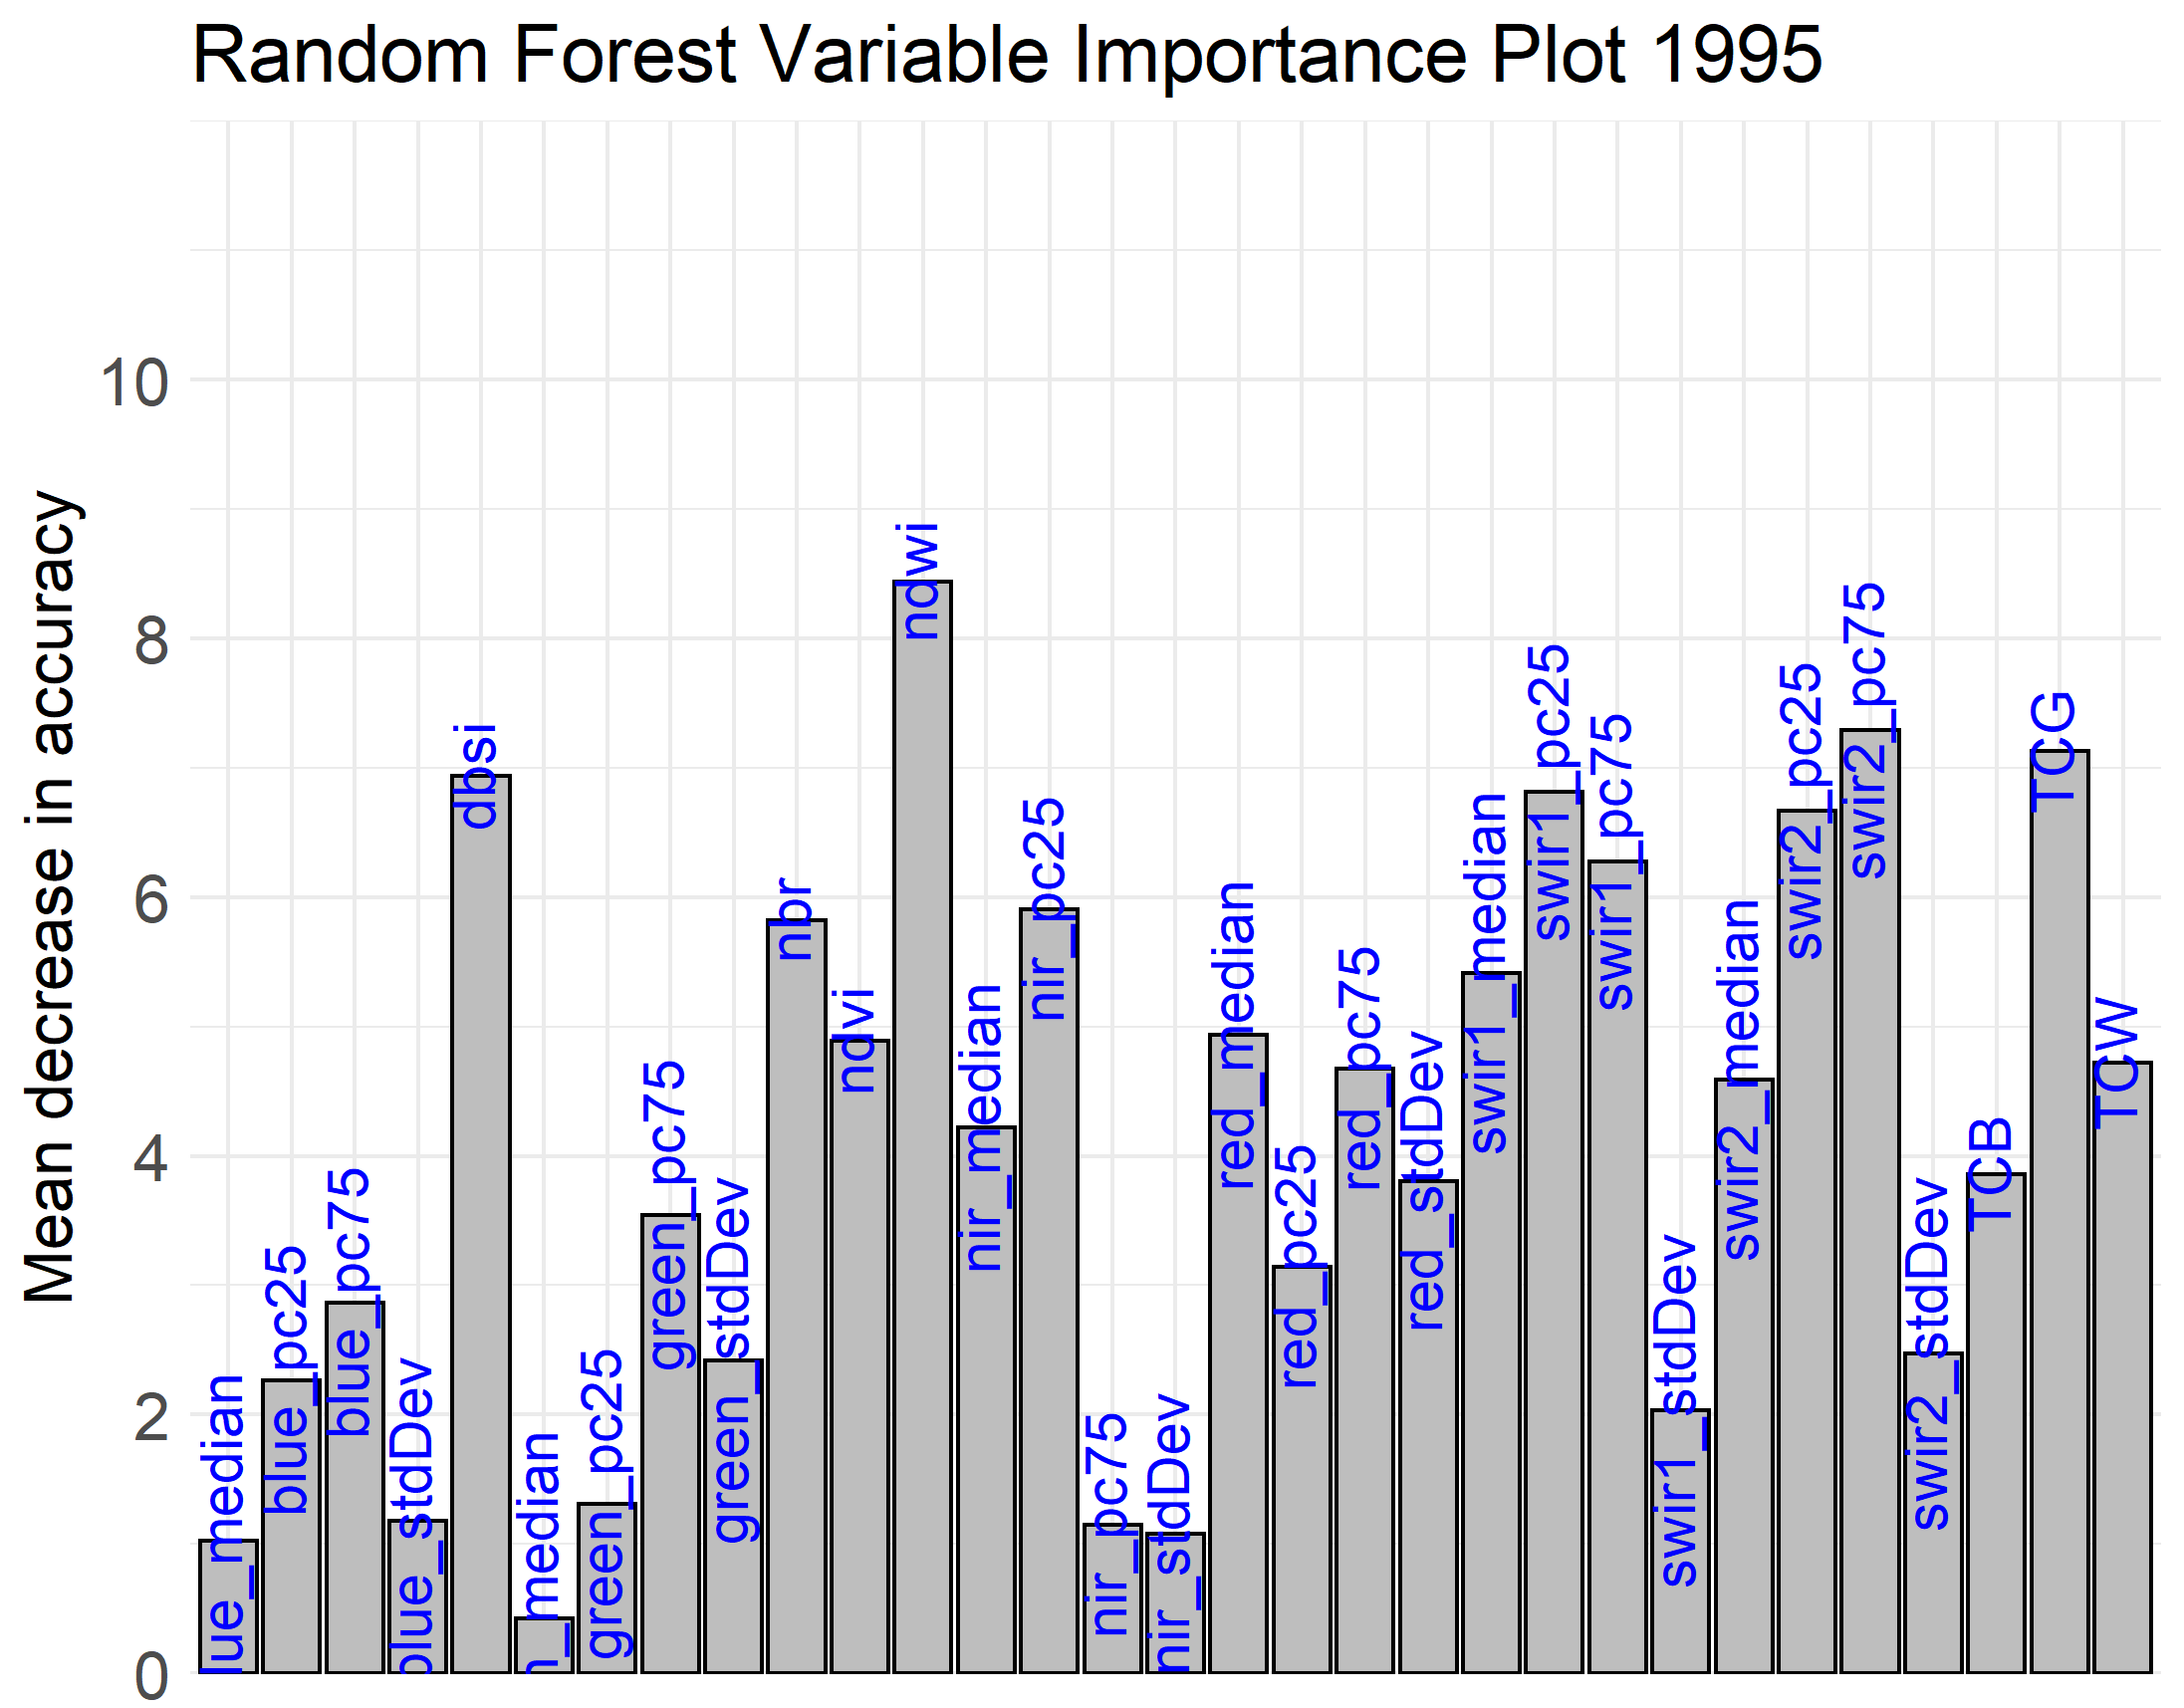 Random Forest Variable Importance Plot 1995
Mean decrease in accuracy
10
8
6
4
2
0
lue_median
blue_pc25
blue_pc75
blue_stdDev
dbsi
n_median
green_pc25
green_pc75
green_stdDev
nbr
ndvi
ndwi
nir_median
nir_pc25
nir_pc75
nir_stdDev
red_median
red_pc25
red_pc75
red_stdDev
swir1_median
swir1_pc25
swir1_pc75
swir1_stdDev
swir2_median
swir2_pc25
swir2_pc75
swir2_stdDev
TCB
TCG
TCW